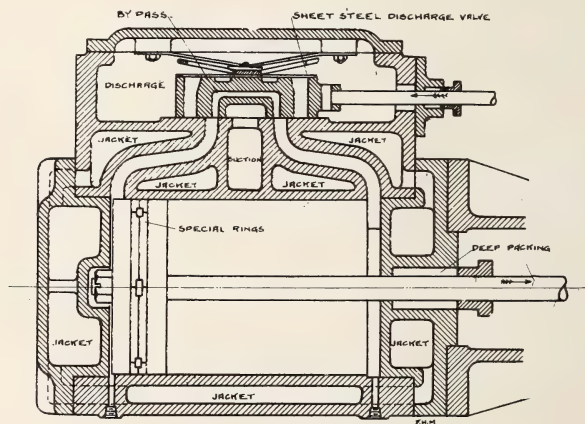 BY PASS.
SHEET STEEL DISCHARGE VALVE
DISCHARGE
JACKET
JACKET
SUCTION
JACKET
JACKET
SPECIAL RINGS
DEEP PACKING
JACKET
JACKET
JACKET
F.H.M